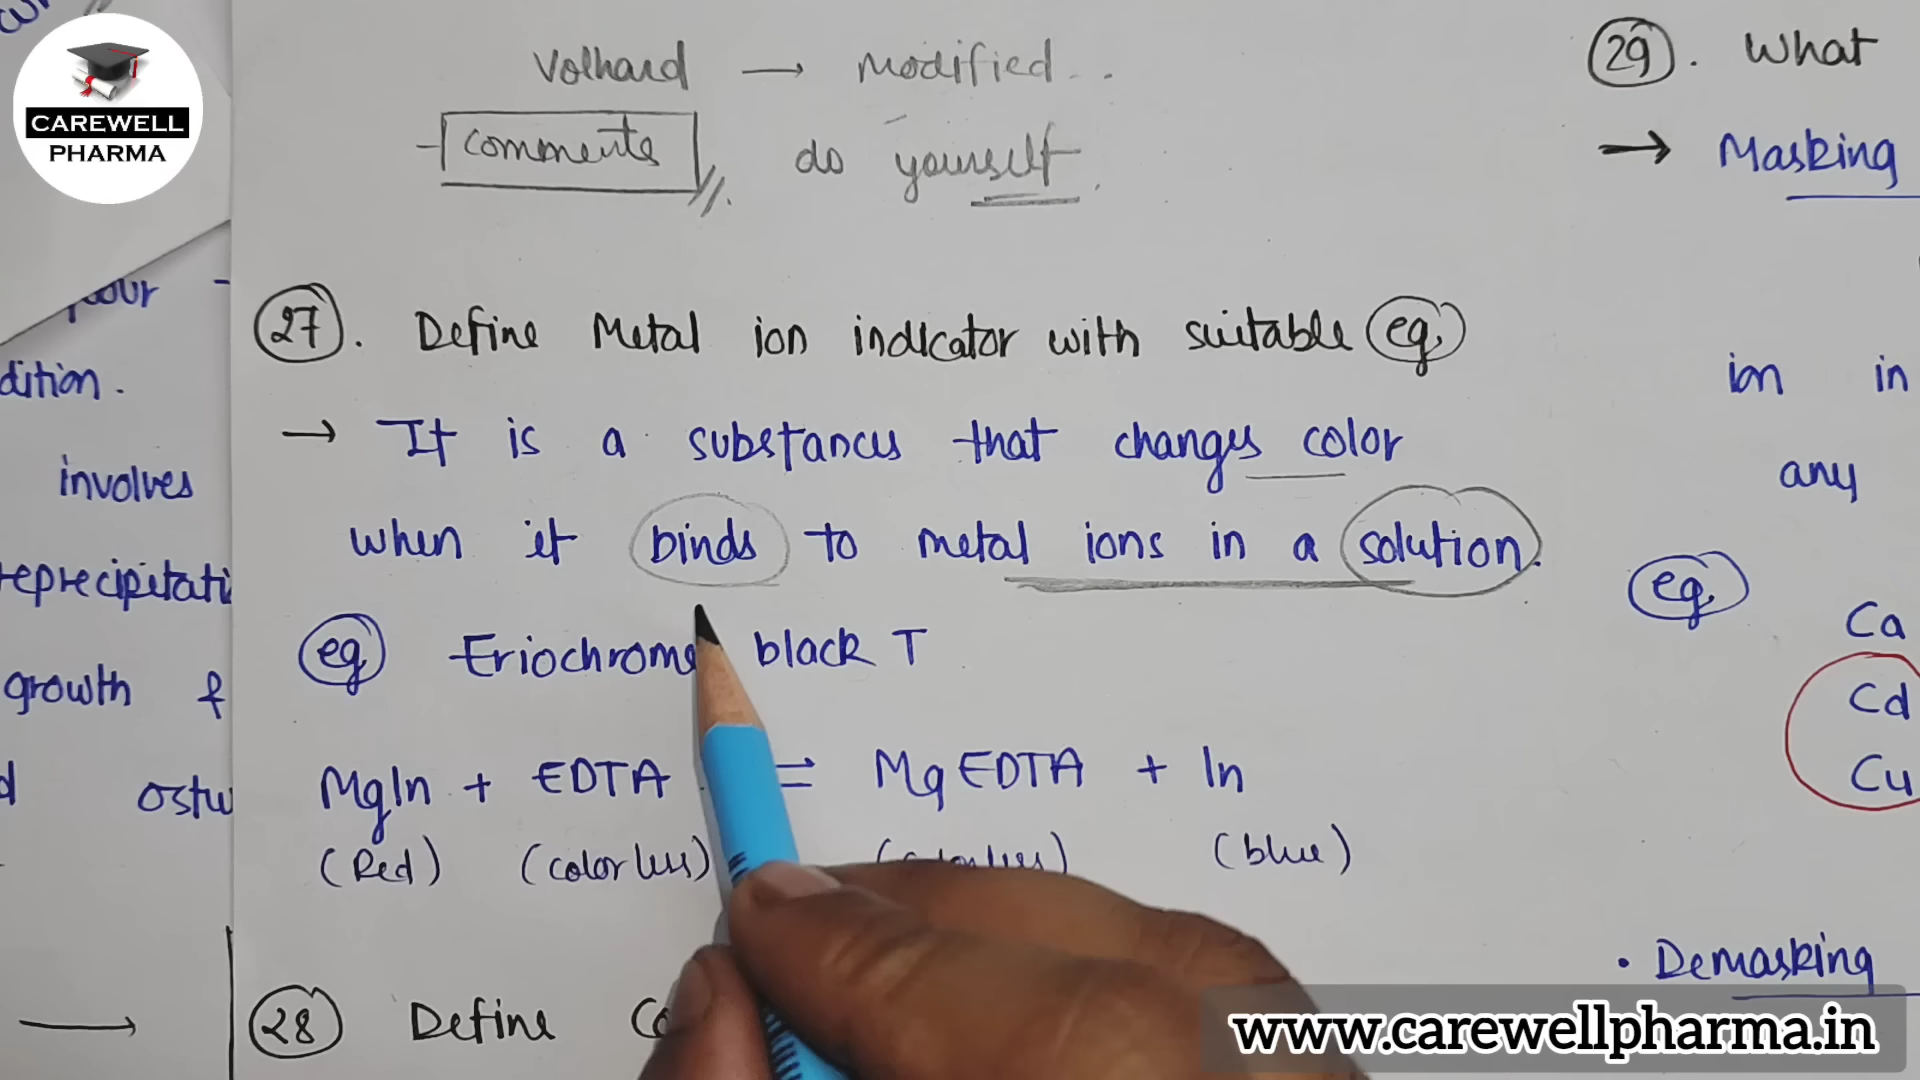 CAREWELL
PHARMA
Volhard → Modified..
comments do yourself
27. Define Metal ion indicator with suitable eg.
→ It is a substances that changes color
when it binds to metal ions in a solution.
eg Eriochrome black T
MgIn + EDTA = MgEDTA + In
(Red) (colorless) (colorless) (blue)
28 Define
dition.
involves
growth &
29. What
→ Masking
ion in
any
eg
Ca
Cd
Cu
• Demasking
www.carewellpharma.in